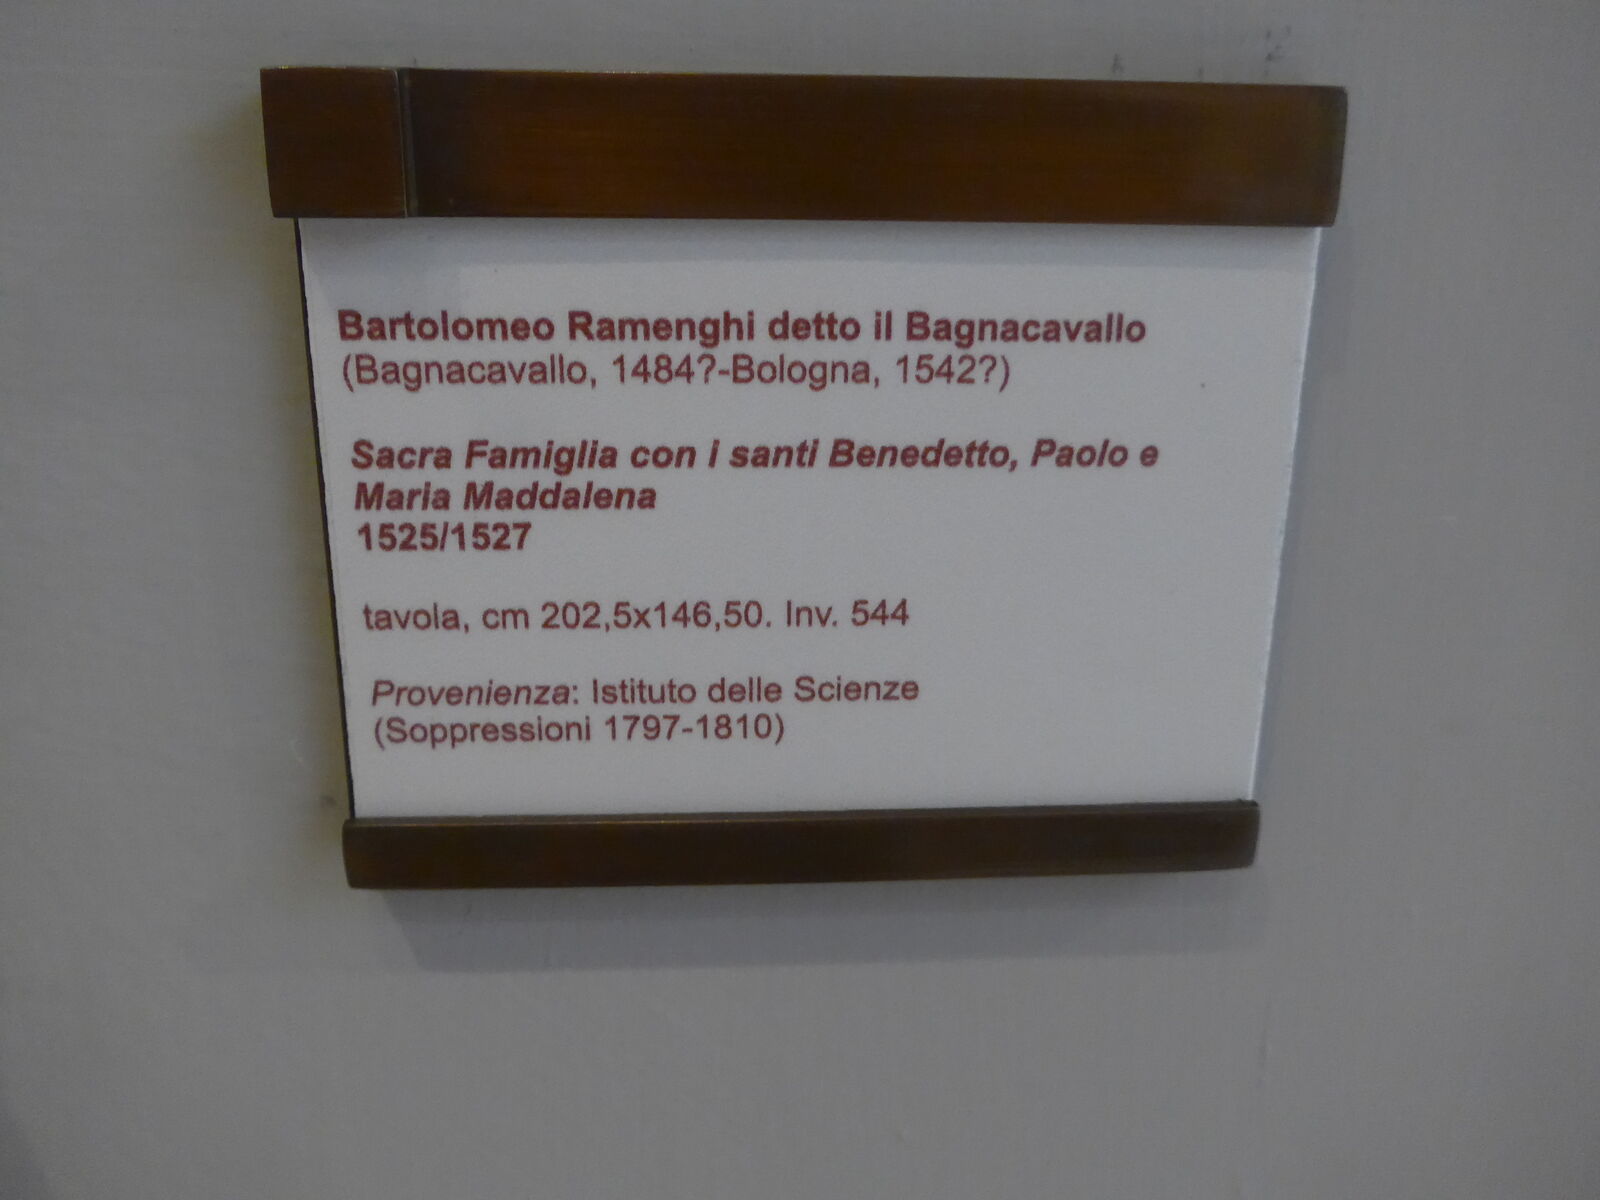 Bartolomeo Ramenghi detto il Bagnacavallo
(Bagnacavallo, 1484?-Bologna, 1542?)
Sacra Famiglia con i santi Benedetto, Paolo e
Maria Maddalena
1525/1527
tavola, cm 202,5x146,50. Inv. 544
Provenienza: Istituto delle Scienze
(Soppressioni 1797-1810)